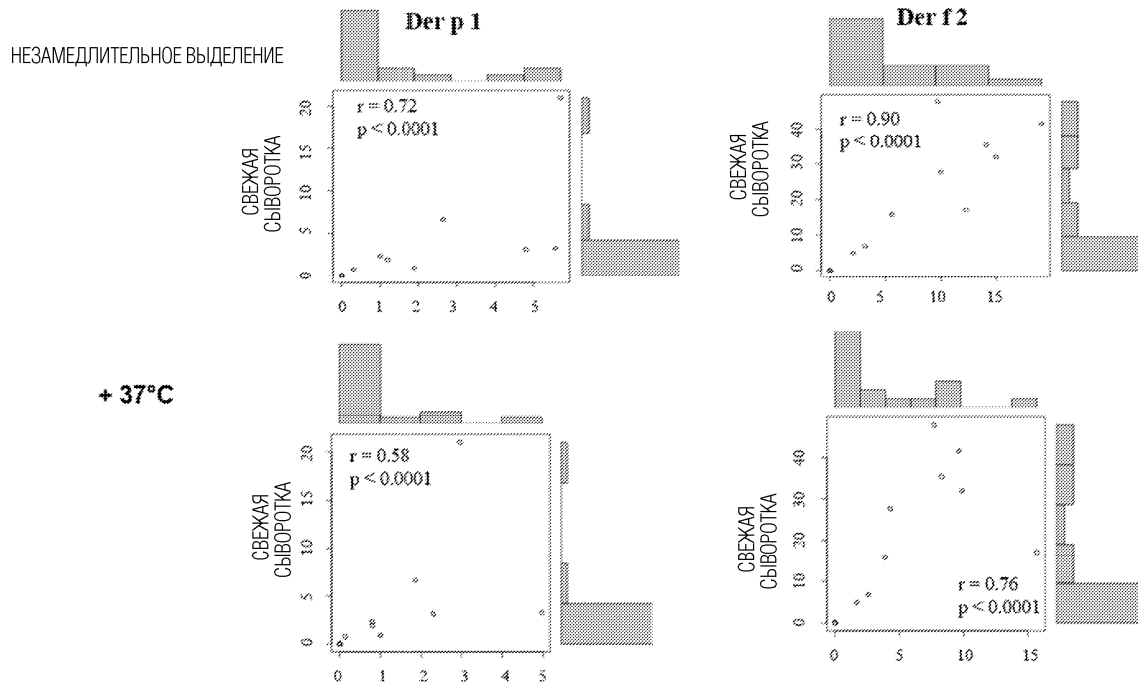 Der p 1
Der f 2
НЕЗАМЕДЛИТЕЛЬНОЕ ВЫДЕЛЕНИЕ
r = 0.72
p < 0.0001
СВЕЖАЯ
СЫВОРОТКА
0 5 10 15 20
0 1 2 3 4 5
r = 0.90
p < 0.0001
СВЕЖАЯ
СЫВОРОТКА
0 10 20 30 40
0 5 10 15
+ 37°C
r = 0.58
p < 0.0001
СВЕЖАЯ
СЫВОРОТКА
0 5 10 15 20
0 1 2 3 4 5
r = 0.76
p < 0.0001
СВЕЖАЯ
СЫВОРОТКА
0 10 20 30 40
0 5 10 15